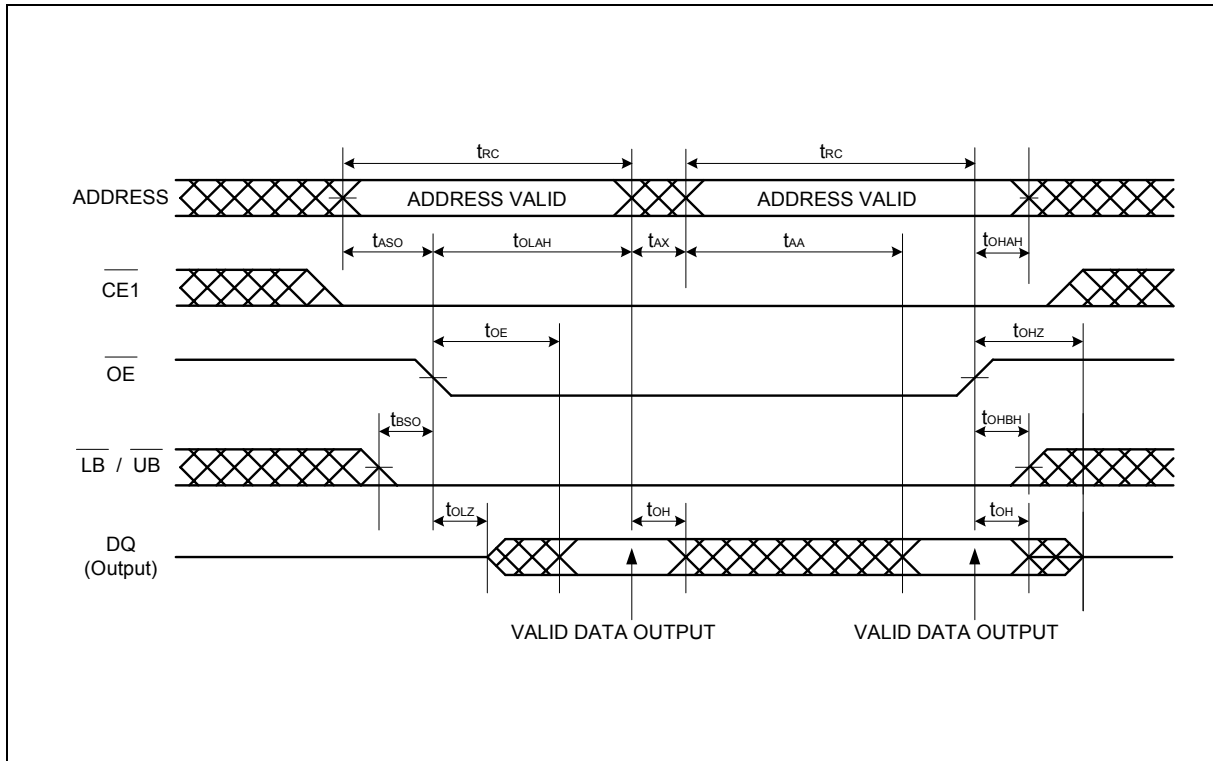 tRC tRC
ADDRESS ADDRESS VALID ADDRESS VALID
tASO tOLAH tAX tAA tOHAH
CE1
tOE tOHZ
OE
tBSO tOHBH
LB / UB
tOLZ tOH tOH
DQ
(Output)
VALID DATA OUTPUT VALID DATA OUTPUT